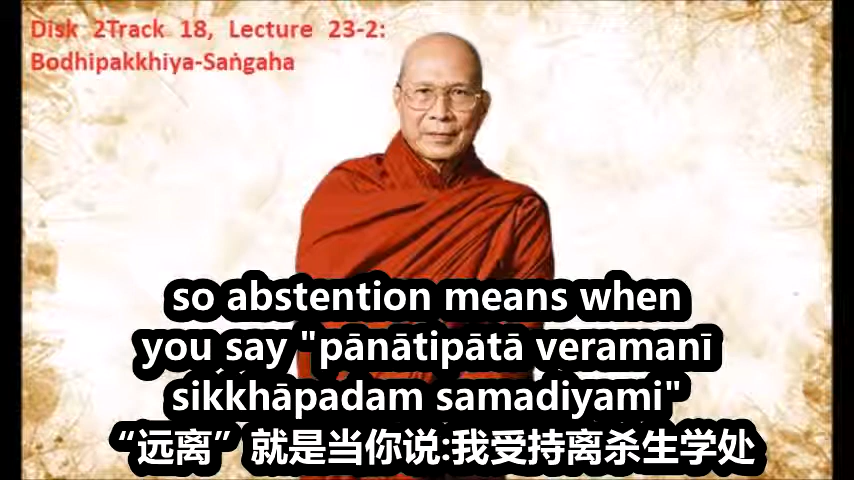 Disk 2Track 18, Lecture 23-2:
Bodhipakkhiya-Saṅgaha
so abstention means when
you say "pānātipātā veramanī
sikkhāpadam samadiyami"
“远离”就是当你说:我受持离杀生学处